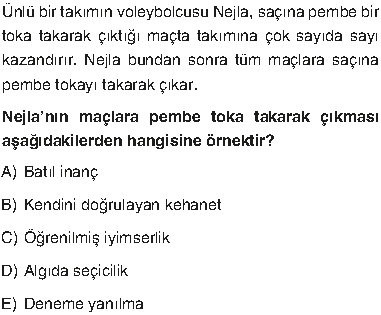 Ünlü bir takımın voleybolcusu Nejla, saçına pembe bir
toka takarak çıktığı maçta takımına çok sayıda sayı
kazandırır. Nejla bundan sonra tüm maçlara saçına
pembe tokayı takarak çıkar.
Nejla'nın maçlara pembe toka takarak çıkması
aşağıdakilerden hangisine örnektir?
A) Batıl inanç
B) Kendini doğrulayan kehanet
C) Öğrenilmiş iyimserlik
D) Algıda seçicilik
E) Deneme yanılma